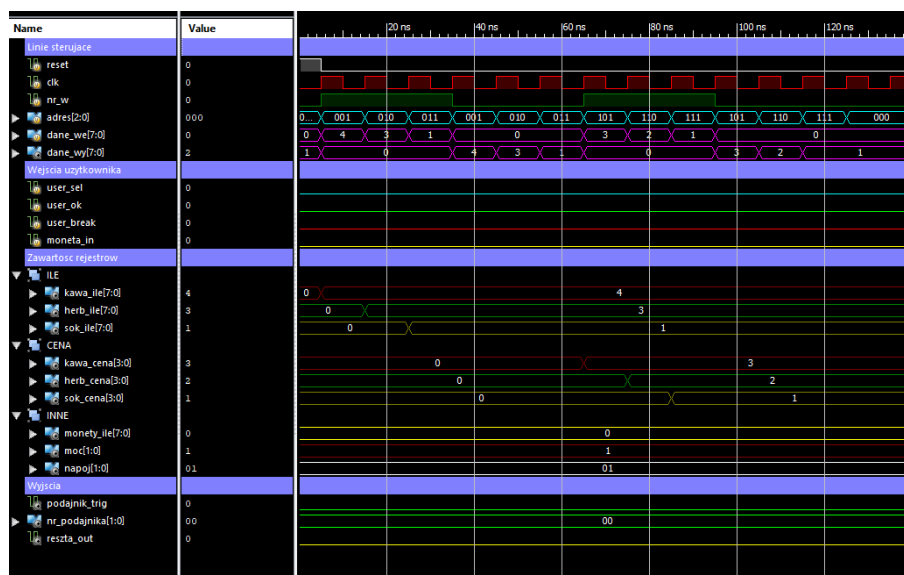 Name Value 20 ns 40 ns 60 ns 80 ns 100 ns 120 ns
Linie sterujace
reset 0
clk 0
nr_w 0
adres[2:0] 000 0... 001 010 011 001 010 011 101 110 111 101 110 111 000
dane_we[7:0] 0 0 4 3 1 0 3 2 1 0
dane_wy[7:0] 2 1 0 4 3 1 0 3 2 1
Wejscia uzytkownika
user_sel 0
user_ok 0
user_break 0
moneta_in 0
Zawartosc rejestrow
ILE
kawa_ile[7:0] 4 0 4
herb_ile[7:0] 3 0 3
sok_ile[7:0] 1 0 1
CENA
kawa_cena[3:0] 3 0 3
herb_cena[3:0] 2 0 2
sok_cena[3:0] 1 0 1
INNE
monety_ile[7:0] 0 0
moc[1:0] 1 1
napoj[1:0] 01 01
Wyjscia
podajnik_trig 0
nr_podajnika[1:0] 00 00
reszta_out 0